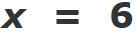 x = 6